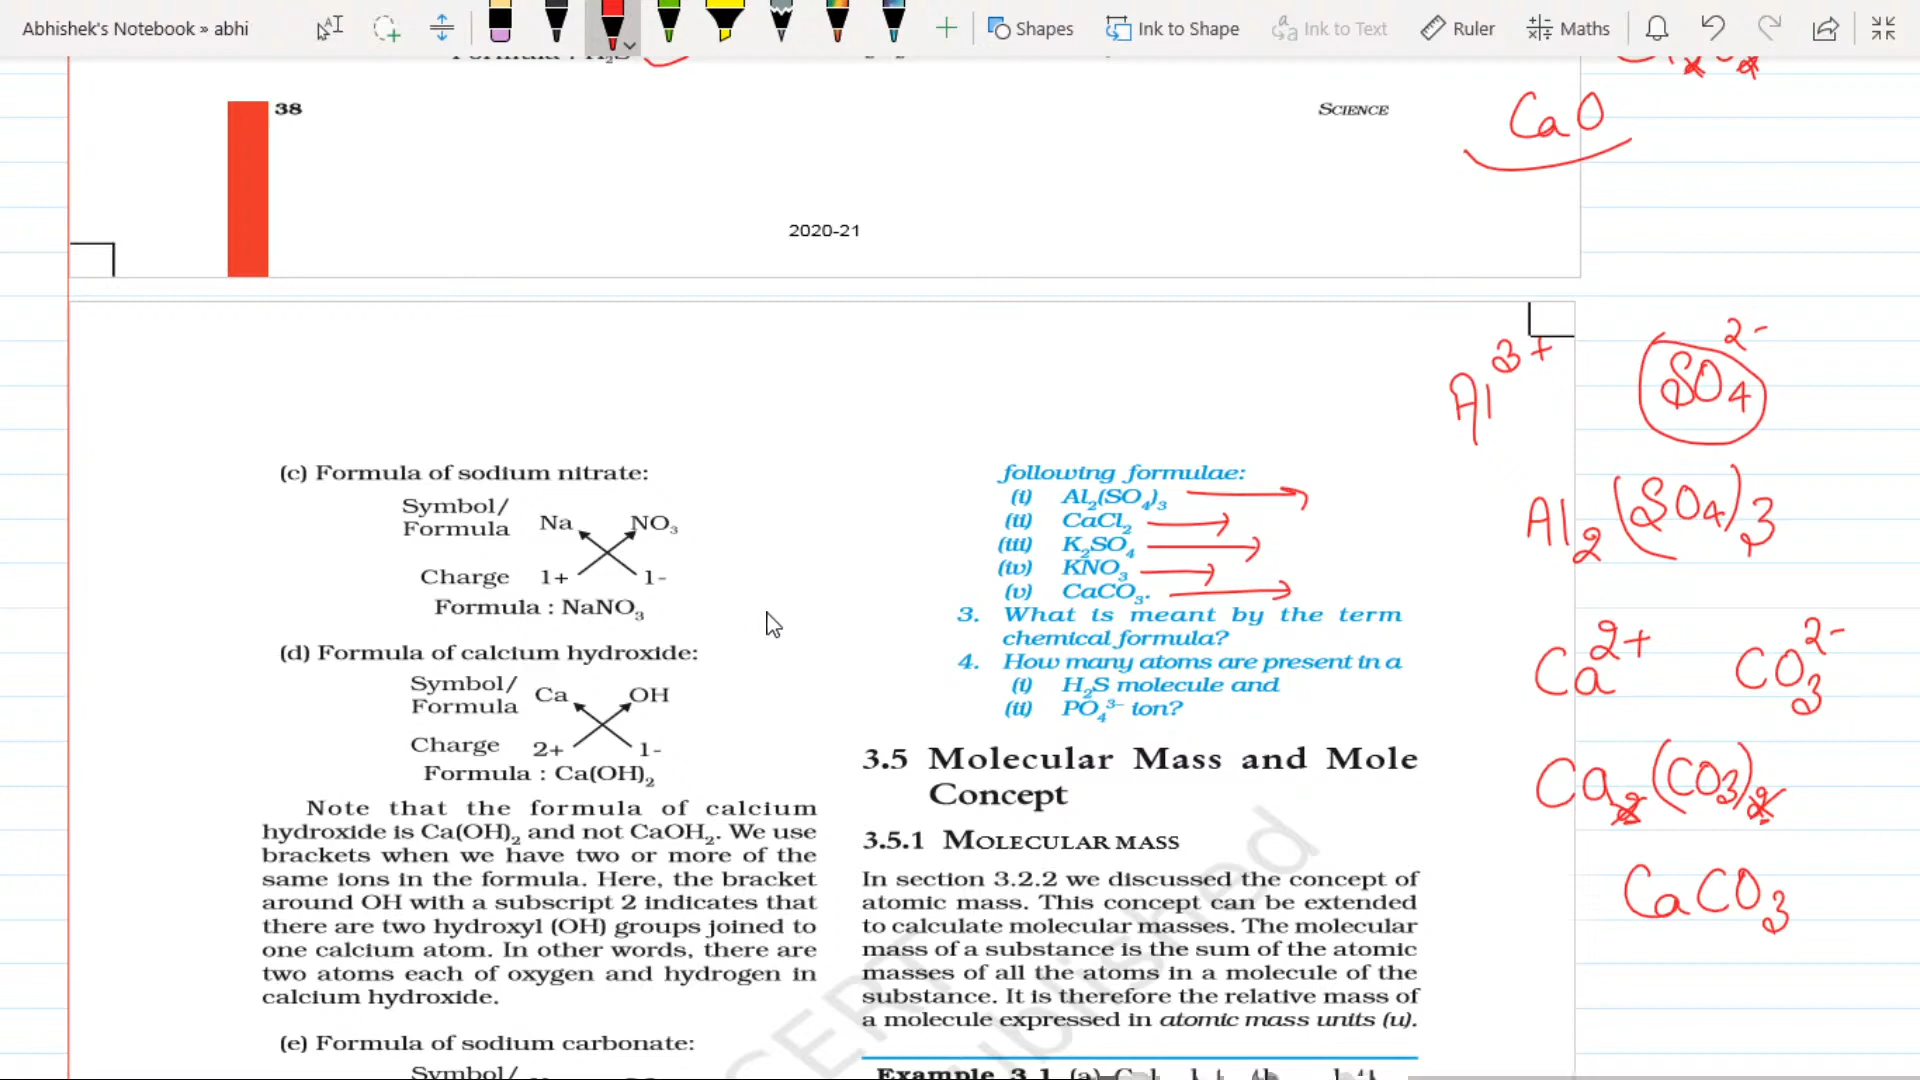 Abhishek's Notebook » abhi
Shapes
Ink to Shape
Ink to Text
Ruler
Maths
Formula : H₂S
38
SCIENCE
CaO
2020-21
Al³⁺ SO₄²⁻
Al₂(SO₄)₃
Ca²⁺ CO₃²⁻
Ca₂(CO₃)₂
CaCO₃
(c) Formula of sodium nitrate:
Symbol/
Formula Na NO₃
Charge 1+ 1-
Formula : NaNO₃
(d) Formula of calcium hydroxide:
Symbol/
Formula Ca OH
Charge 2+ 1-
Formula : Ca(OH)₂
Note that the formula of calcium
hydroxide is Ca(OH)₂ and not CaOH₂. We use
brackets when we have two or more of the
same ions in the formula. Here, the bracket
around OH with a subscript 2 indicates that
there are two hydroxyl (OH) groups joined to
one calcium atom. In other words, there are
two atoms each of oxygen and hydrogen in
calcium hydroxide.
(e) Formula of sodium carbonate:
Symbol/
following formulae:
(i) Al₂(SO₄)₃
(ii) CaCl₂
(iii) K₂SO₄
(iv) KNO₃
(v) CaCO₃.
3. What is meant by the term
chemical formula?
4. How many atoms are present in a
(i) H₂S molecule and
(ii) PO₄³⁻ ion?
3.5 Molecular Mass and Mole
Concept
3.5.1 MOLECULAR MASS
In section 3.2.2 we discussed the concept of
atomic mass. This concept can be extended
to calculate molecular masses. The molecular
mass of a substance is the sum of the atomic
masses of all the atoms in a molecule of the
substance. It is therefore the relative mass of
a molecule expressed in atomic mass units (u).
Example 3.1 (a)